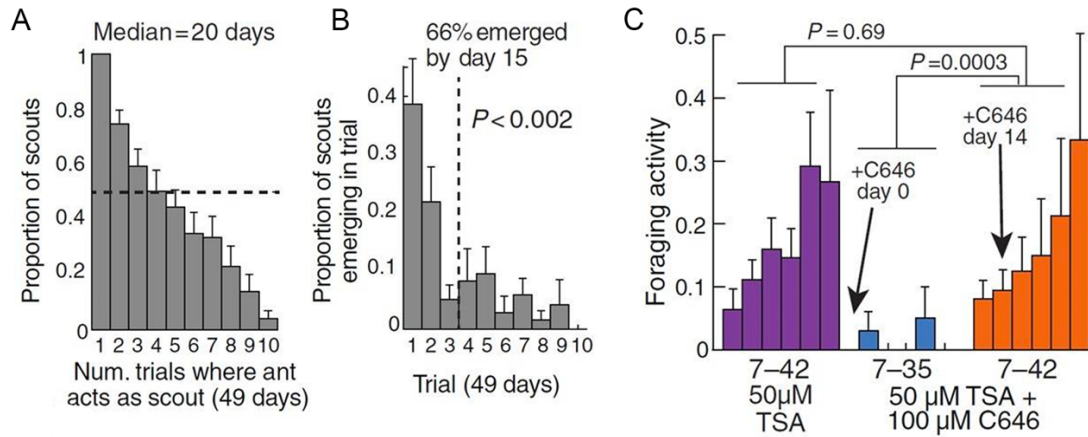 A
Median=20 days
Proportion of scouts
1
0.8
0.6
0.4
0.2
0
1 2 3 4 5 6 7 8 9 10
Num. trials where ant
acts as scout (49 days)
B
66% emerged
by day 15
P<0.002
Proportion of scouts
emerging in trial
0.4
0.3
0.2
0.1
0
1 2 3 4 5 6 7 8 9 10
Trial (49 days)
C
P=0.69
P=0.0003
+C646
day 0
+C646
day 14
Foraging activity
0.5
0.4
0.3
0.2
0.1
0
7–42
50µM
TSA
7–35
7–42
50 µM TSA +
100 µM C646